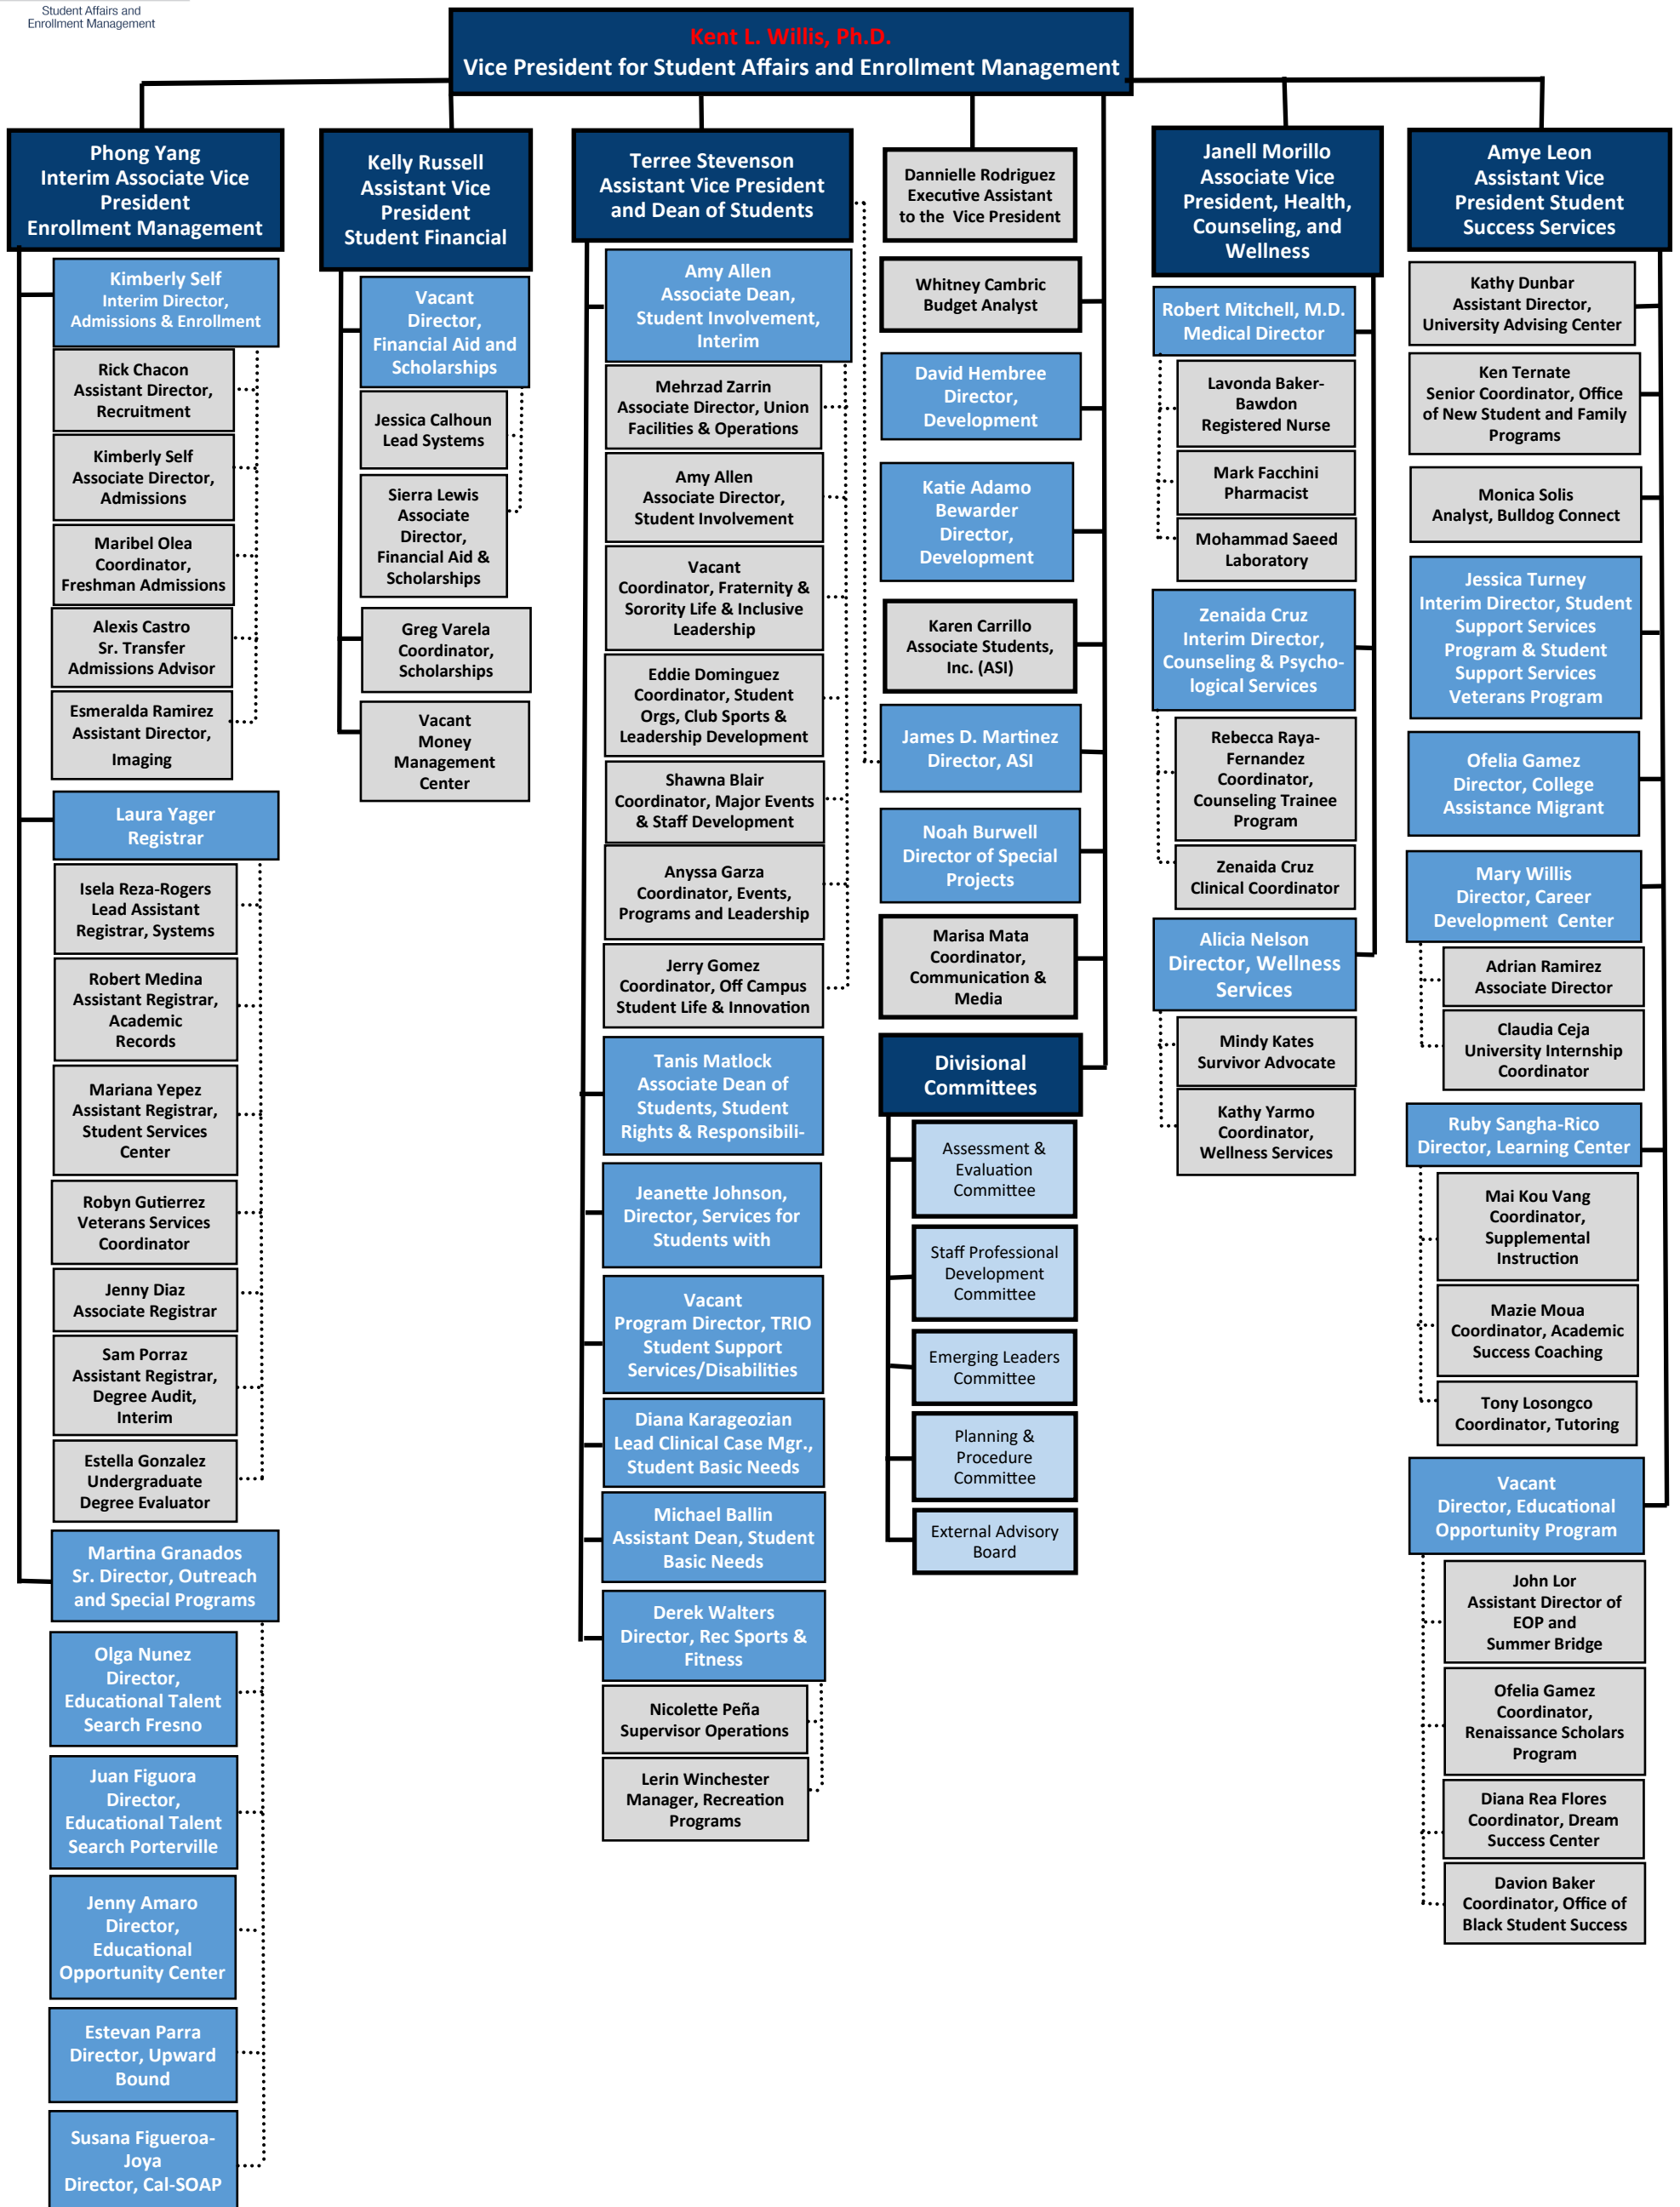 Student Affairs and
Enrollment Management
Kent L. Willis, Ph.D.
Vice President for Student Affairs and Enrollment Management
Phong Yang
Interim Associate Vice
President
Enrollment Management
Kimberly Self
Interim Director,
Admissions & Enrollment
Rick Chacon
Assistant Director,
Recruitment
Kimberly Self
Associate Director,
Admissions
Maribel Olea
Coordinator,
Freshman Admissions
Alexis Castro
Sr. Transfer
Admissions Advisor
Esmeralda Ramirez
Assistant Director,
Imaging
Laura Yager
Registrar
Isela Reza-Rogers
Lead Assistant
Registrar, Systems
Robert Medina
Assistant Registrar,
Academic
Records
Mariana Yepez
Assistant Registrar,
Student Services
Center
Robyn Gutierrez
Veterans Services
Coordinator
Jenny Diaz
Associate Registrar
Sam Porraz
Assistant Registrar,
Degree Audit,
Interim
Estella Gonzalez
Undergraduate
Degree Evaluator
Martina Granados
Sr. Director, Outreach
and Special Programs
Olga Nunez
Director,
Educational Talent
Search Fresno
Juan Figuora
Director,
Educational Talent
Search Porterville
Jenny Amaro
Director,
Educational
Opportunity Center
Estevan Parra
Director, Upward
Bound
Susana Figueroa-
Joya
Director, Cal-SOAP
Kelly Russell
Assistant Vice
President
Student Financial
Vacant
Director,
Financial Aid and
Scholarships
Jessica Calhoun
Lead Systems
Sierra Lewis
Associate
Director,
Financial Aid &
Scholarships
Greg Varela
Coordinator,
Scholarships
Vacant
Money
Management
Center
Terree Stevenson
Assistant Vice President
and Dean of Students
Amy Allen
Associate Dean,
Student Involvement,
Interim
Mehrzad Zarrin
Associate Director, Union
Facilities & Operations
Amy Allen
Associate Director,
Student Involvement
Vacant
Coordinator, Fraternity &
Sorority Life & Inclusive
Leadership
Eddie Dominguez
Coordinator, Student
Orgs, Club Sports &
Leadership Development
Shawna Blair
Coordinator, Major Events
& Staff Development
Anyssa Garza
Coordinator, Events,
Programs and Leadership
Jerry Gomez
Coordinator, Off Campus
Student Life & Innovation
Tanis Matlock
Associate Dean of
Students, Student
Rights & Responsibili-
Jeanette Johnson,
Director, Services for
Students with
Vacant
Program Director, TRIO
Student Support
Services/Disabilities
Diana Karageozian
Lead Clinical Case Mgr.,
Student Basic Needs
Michael Ballin
Assistant Dean, Student
Basic Needs
Derek Walters
Director, Rec Sports &
Fitness
Nicolette Peña
Supervisor Operations
Lerin Winchester
Manager, Recreation
Programs
Dannielle Rodriguez
Executive Assistant
to the Vice President
Whitney Cambric
Budget Analyst
David Hembree
Director,
Development
Katie Adamo
Bewarder
Director,
Development
Karen Carrillo
Associate Students,
Inc. (ASI)
James D. Martinez
Director, ASI
Noah Burwell
Director of Special
Projects
Marisa Mata
Coordinator,
Communication &
Media
Divisional
Committees
Assessment &
Evaluation
Committee
Staff Professional
Development
Committee
Emerging Leaders
Committee
Planning &
Procedure
Committee
External Advisory
Board
Janell Morillo
Associate Vice
President, Health,
Counseling, and
Wellness
Robert Mitchell, M.D.
Medical Director
Lavonda Baker-
Bawdon
Registered Nurse
Mark Facchini
Pharmacist
Mohammad Saeed
Laboratory
Zenaida Cruz
Interim Director,
Counseling & Psycho-
logical Services
Rebecca Raya-
Fernandez
Coordinator,
Counseling Trainee
Program
Zenaida Cruz
Clinical Coordinator
Alicia Nelson
Director, Wellness
Services
Mindy Kates
Survivor Advocate
Kathy Yarmo
Coordinator,
Wellness Services
Amye Leon
Assistant Vice
President Student
Success Services
Kathy Dunbar
Assistant Director,
University Advising Center
Ken Ternate
Senior Coordinator, Office
of New Student and Family
Programs
Monica Solis
Analyst, Bulldog Connect
Jessica Turney
Interim Director, Student
Support Services
Program & Student
Support Services
Veterans Program
Ofelia Gamez
Director, College
Assistance Migrant
Mary Willis
Director, Career
Development Center
Adrian Ramirez
Associate Director
Claudia Ceja
University Internship
Coordinator
Ruby Sangha-Rico
Director, Learning Center
Mai Kou Vang
Coordinator,
Supplemental
Instruction
Mazie Moua
Coordinator, Academic
Success Coaching
Tony Losongco
Coordinator, Tutoring
Vacant
Director, Educational
Opportunity Program
John Lor
Assistant Director of
EOP and
Summer Bridge
Ofelia Gamez
Coordinator,
Renaissance Scholars
Program
Diana Rea Flores
Coordinator, Dream
Success Center
Davion Baker
Coordinator, Office of
Black Student Success